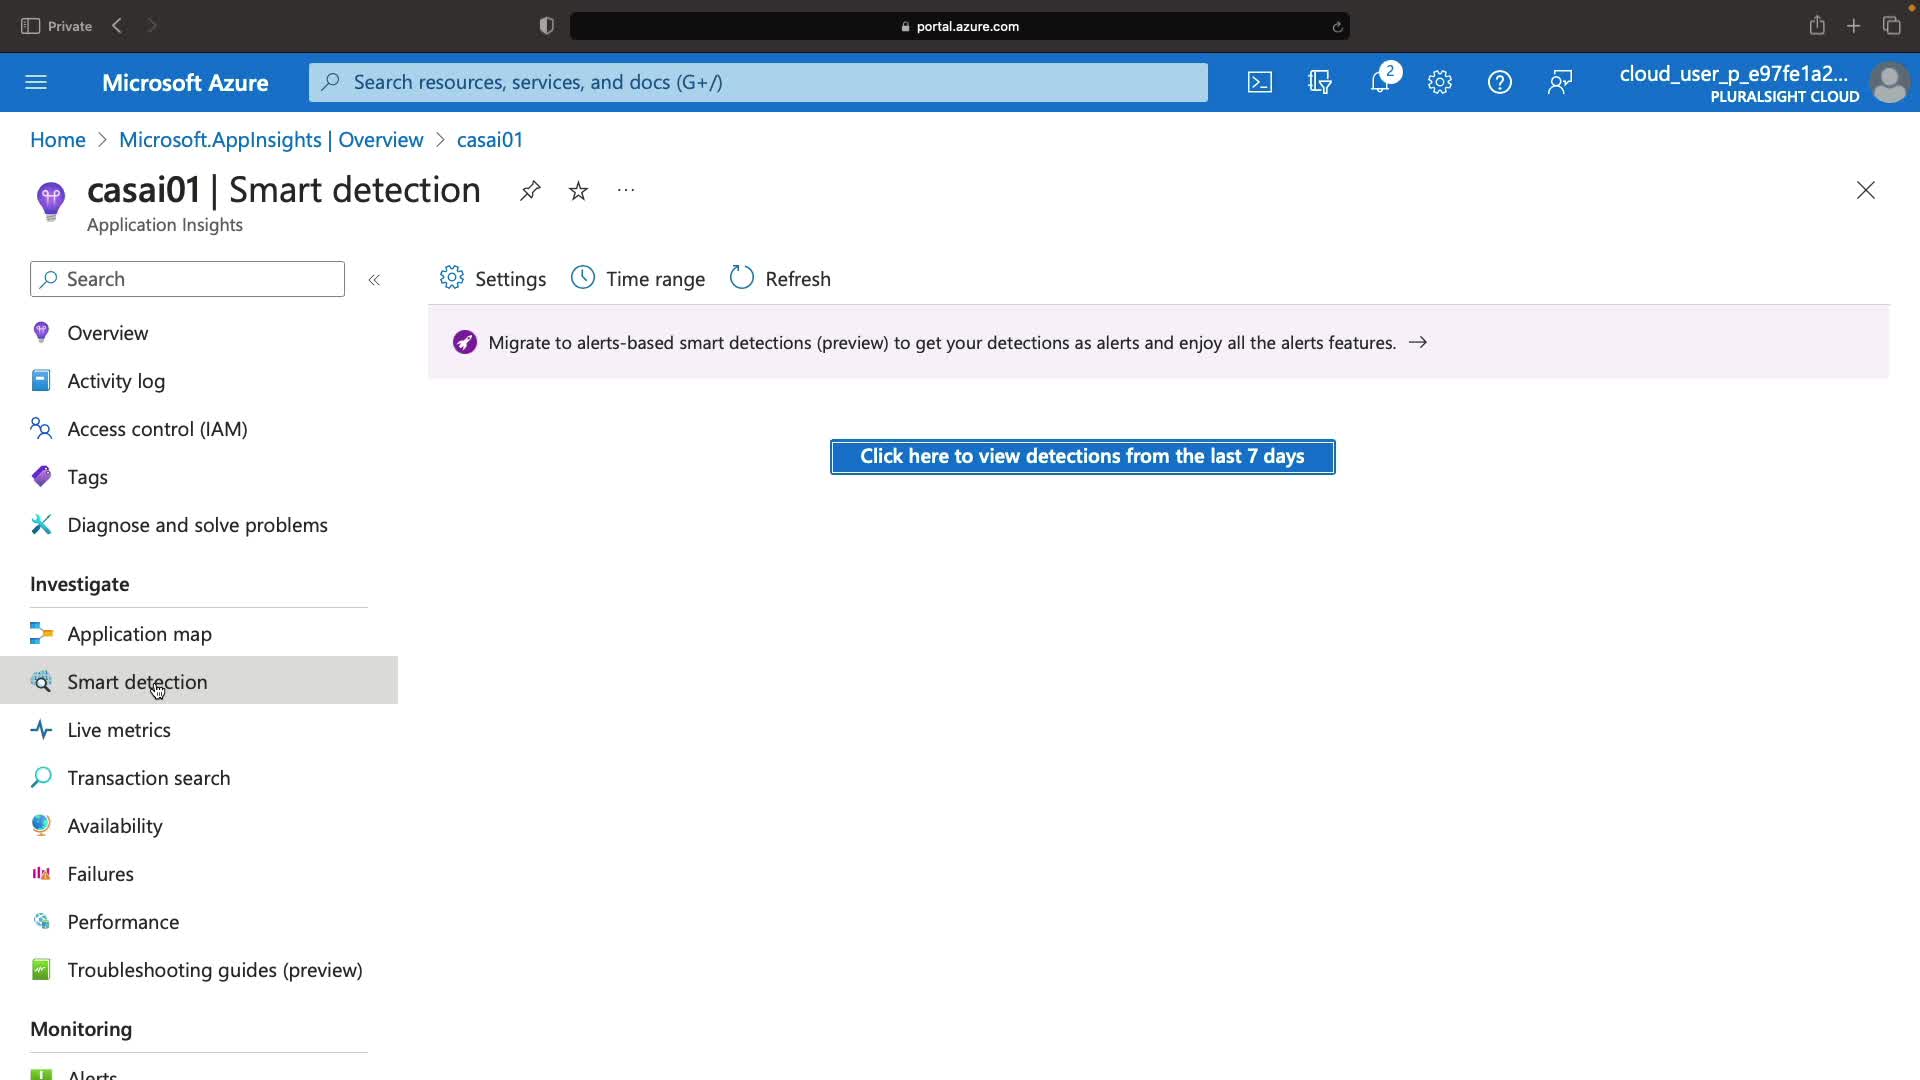 Private
portal.azure.com
Microsoft Azure
Search resources, services, and docs (G+/)
2
cloud_user_p_e97fe1a2...
PLURALSIGHT CLOUD
Home > Microsoft.AppInsights | Overview > casai01
casai01 | Smart detection
Application Insights
Search
Settings
Time range
Refresh
Migrate to alerts-based smart detections (preview) to get your detections as alerts and enjoy all the alerts features. →
Click here to view detections from the last 7 days
Overview
Activity log
Access control (IAM)
Tags
Diagnose and solve problems
Investigate
Application map
Smart detection
Live metrics
Transaction search
Availability
Failures
Performance
Troubleshooting guides (preview)
Monitoring
Alerts